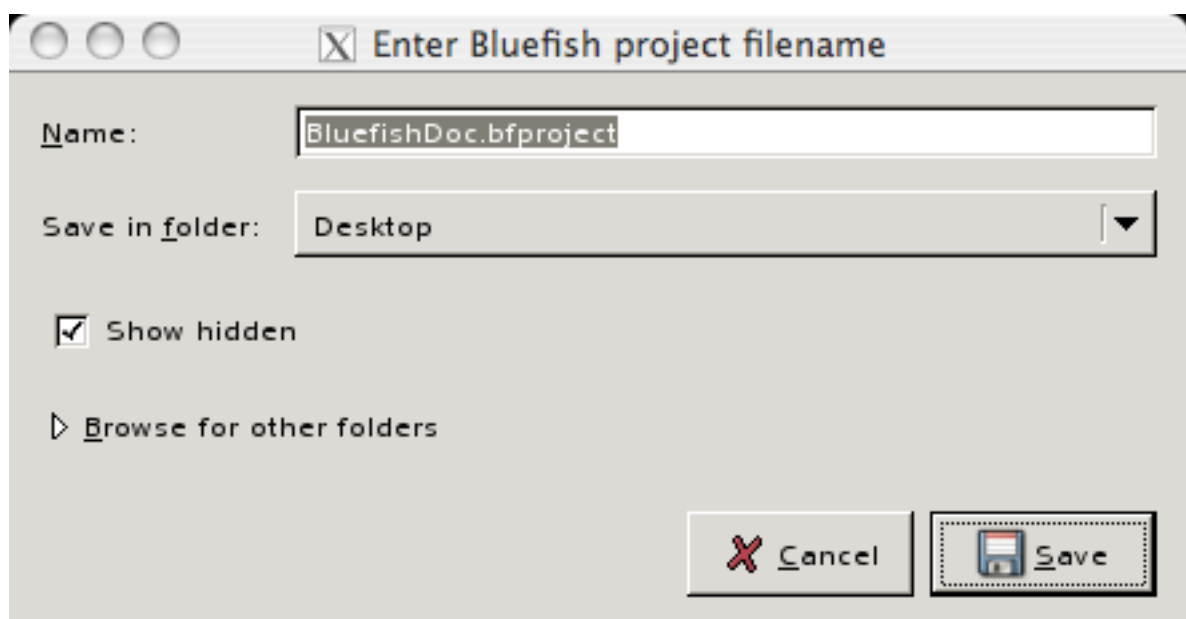 Enter Bluefish project filename
Name: BluefishDoc.bfproject
Save in folder: Desktop
Show hidden
Browse for other folders
Cancel Save